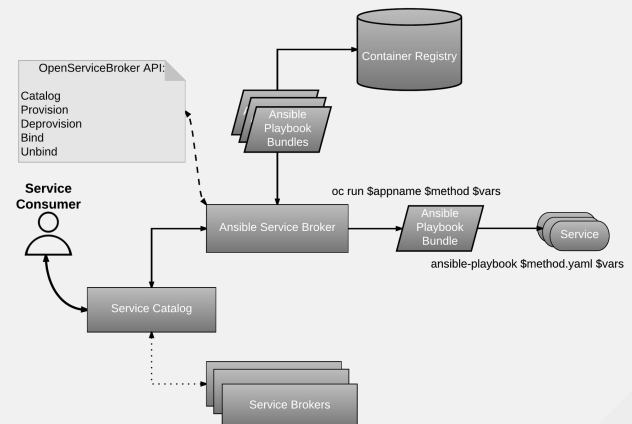 Container Registry
OpenServiceBroker API:
Catalog
Provision
Deprovision
Bind
Unbind
Ansible
Playbook
Bundles
Service
Consumer
oc run $appname $method $vars
Ansible Service Broker
Ansible
Playbook
Bundle
Service
ansible-playbook $method.yaml $vars
Service Catalog
Service Brokers